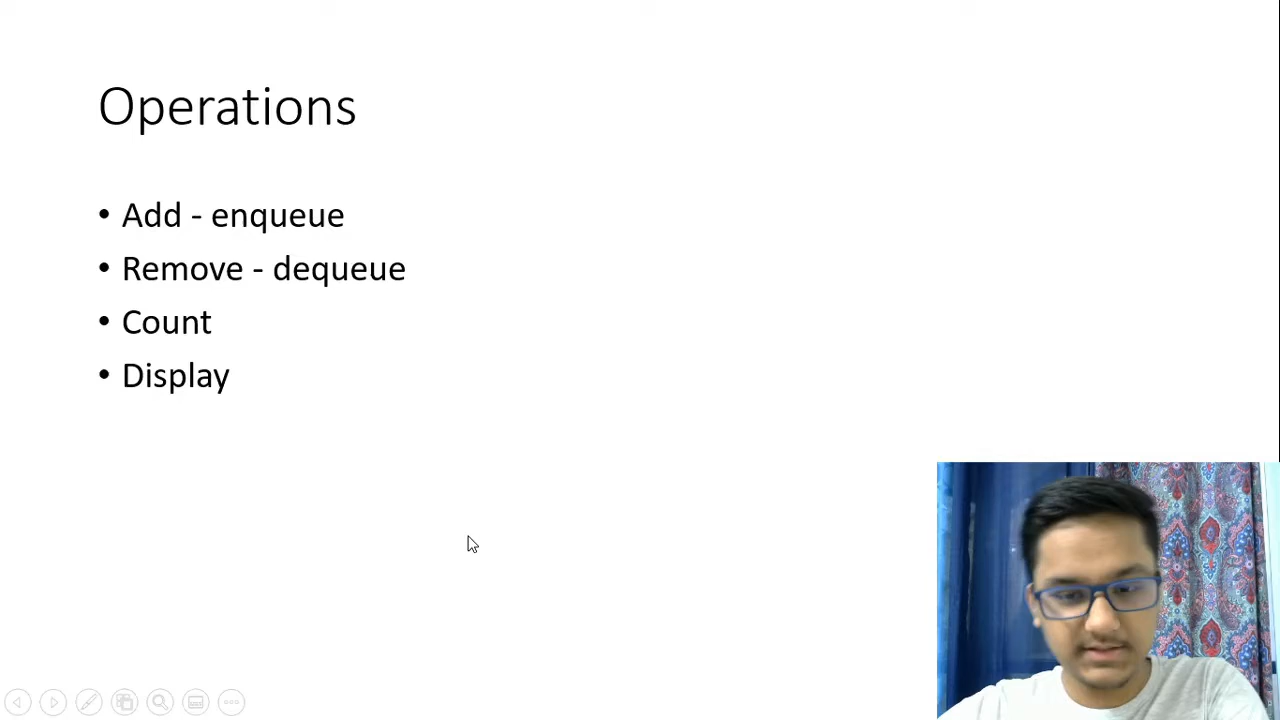 Operations
• Add - enqueue
• Remove - dequeue
• Count
• Display